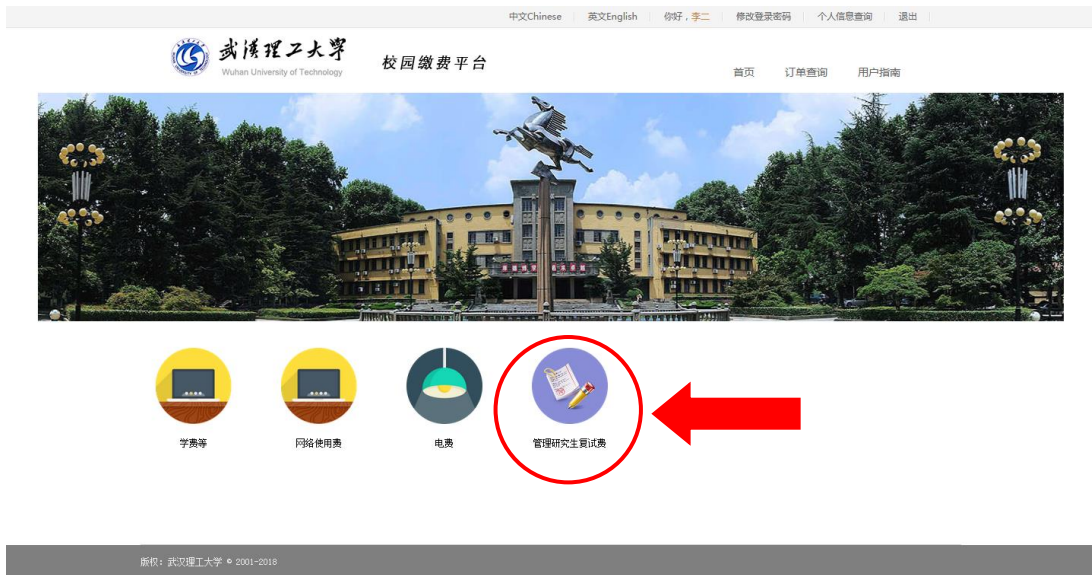 中文Chinese 英文English 你好，李二 修改登录密码 个人信息查询 退出
武汉理工大学
Wuhan University of Technology
校园缴费平台
首页 订单查询 用户指南
学费等 网络使用费 电费 管理研究生复试费
版权：武汉理工大学 © 2001-2018